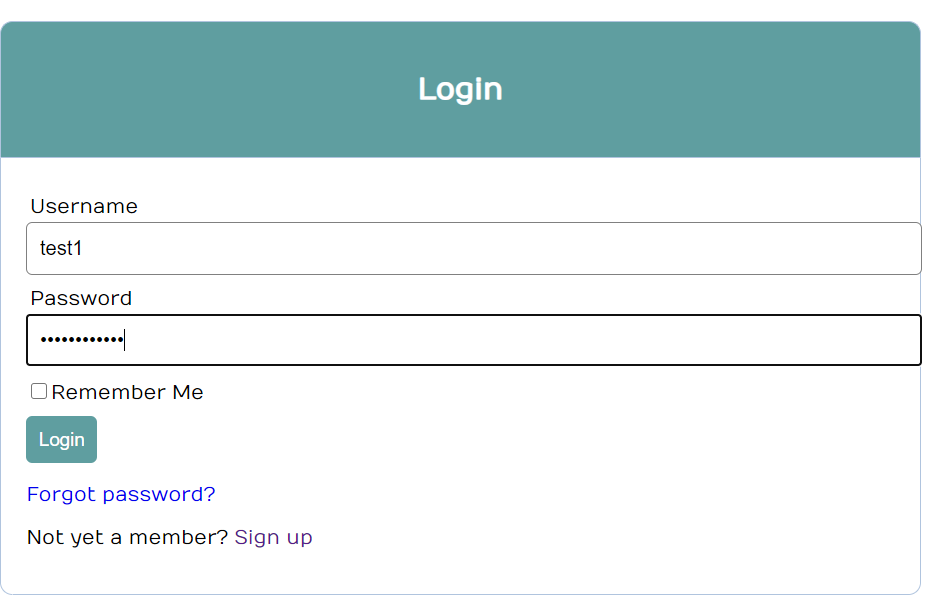 Login
Username
test1
Password
••••••••••••
Remember Me
Login
Forgot password?
Not yet a member? Sign up